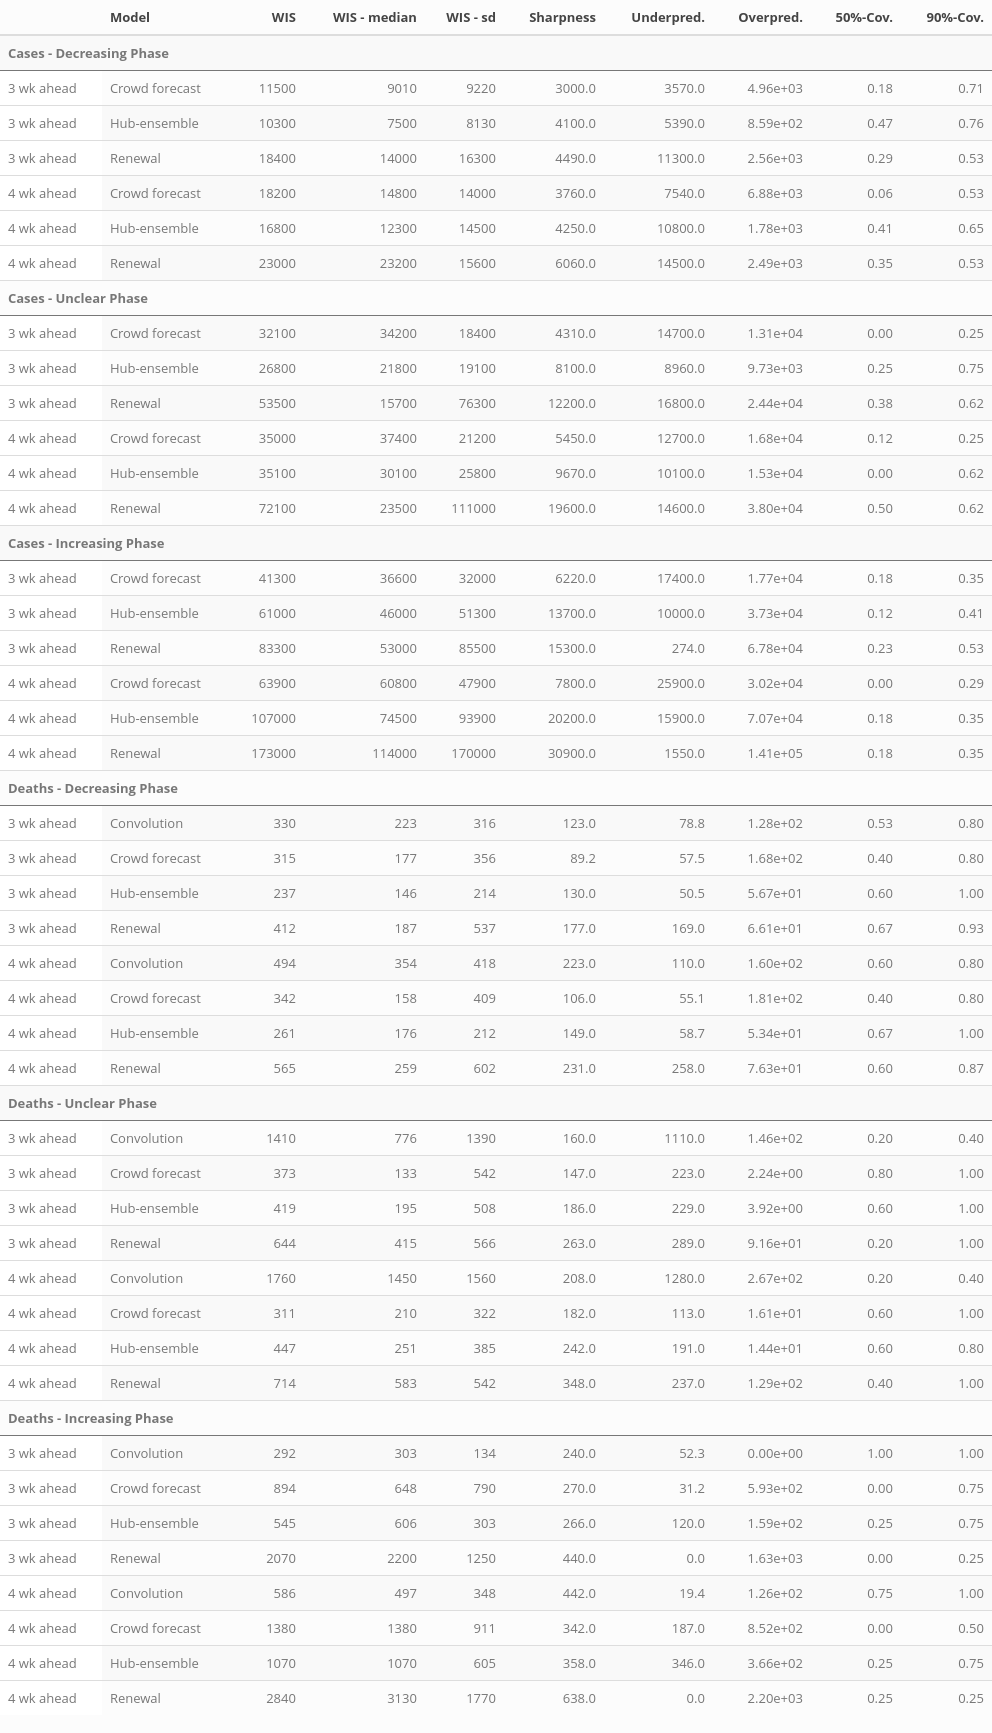 Model WIS WIS - median WIS - sd Sharpness Underpred. Overpred. 50%-Cov. 90%-Cov.
Cases - Decreasing Phase
3 wk ahead Crowd forecast 11500 9010 9220 3000.0 3570.0 4.96e+03 0.18 0.71
3 wk ahead Hub-ensemble 10300 7500 8130 4100.0 5390.0 8.59e+02 0.47 0.76
3 wk ahead Renewal 18400 14000 16300 4490.0 11300.0 2.56e+03 0.29 0.53
4 wk ahead Crowd forecast 18200 14800 14000 3760.0 7540.0 6.88e+03 0.06 0.53
4 wk ahead Hub-ensemble 16800 12300 14500 4250.0 10800.0 1.78e+03 0.41 0.65
4 wk ahead Renewal 23000 23200 15600 6060.0 14500.0 2.49e+03 0.35 0.53
Cases - Unclear Phase
3 wk ahead Crowd forecast 32100 34200 18400 4310.0 14700.0 1.31e+04 0.00 0.25
3 wk ahead Hub-ensemble 26800 21800 19100 8100.0 8960.0 9.73e+03 0.25 0.75
3 wk ahead Renewal 53500 15700 76300 12200.0 16800.0 2.44e+04 0.38 0.62
4 wk ahead Crowd forecast 35000 37400 21200 5450.0 12700.0 1.68e+04 0.12 0.25
4 wk ahead Hub-ensemble 35100 30100 25800 9670.0 10100.0 1.53e+04 0.00 0.62
4 wk ahead Renewal 72100 23500 111000 19600.0 14600.0 3.80e+04 0.50 0.62
Cases - Increasing Phase
3 wk ahead Crowd forecast 41300 36600 32000 6220.0 17400.0 1.77e+04 0.18 0.35
3 wk ahead Hub-ensemble 61000 46000 51300 13700.0 10000.0 3.73e+04 0.12 0.41
3 wk ahead Renewal 83300 53000 85500 15300.0 274.0 6.78e+04 0.23 0.53
4 wk ahead Crowd forecast 63900 60800 47900 7800.0 25900.0 3.02e+04 0.00 0.29
4 wk ahead Hub-ensemble 107000 74500 93900 20200.0 15900.0 7.07e+04 0.18 0.35
4 wk ahead Renewal 173000 114000 170000 30900.0 1550.0 1.41e+05 0.18 0.35
Deaths - Decreasing Phase
3 wk ahead Convolution 330 223 316 123.0 78.8 1.28e+02 0.53 0.80
3 wk ahead Crowd forecast 315 177 356 89.2 57.5 1.68e+02 0.40 0.80
3 wk ahead Hub-ensemble 237 146 214 130.0 50.5 5.67e+01 0.60 1.00
3 wk ahead Renewal 412 187 537 177.0 169.0 6.61e+01 0.67 0.93
4 wk ahead Convolution 494 354 418 223.0 110.0 1.60e+02 0.60 0.80
4 wk ahead Crowd forecast 342 158 409 106.0 55.1 1.81e+02 0.40 0.80
4 wk ahead Hub-ensemble 261 176 212 149.0 58.7 5.34e+01 0.67 1.00
4 wk ahead Renewal 565 259 602 231.0 258.0 7.63e+01 0.60 0.87
Deaths - Unclear Phase
3 wk ahead Convolution 1410 776 1390 160.0 1110.0 1.46e+02 0.20 0.40
3 wk ahead Crowd forecast 373 133 542 147.0 223.0 2.24e+00 0.80 1.00
3 wk ahead Hub-ensemble 419 195 508 186.0 229.0 3.92e+00 0.60 1.00
3 wk ahead Renewal 644 415 566 263.0 289.0 9.16e+01 0.20 1.00
4 wk ahead Convolution 1760 1450 1560 208.0 1280.0 2.67e+02 0.20 0.40
4 wk ahead Crowd forecast 311 210 322 182.0 113.0 1.61e+01 0.60 1.00
4 wk ahead Hub-ensemble 447 251 385 242.0 191.0 1.44e+01 0.60 0.80
4 wk ahead Renewal 714 583 542 348.0 237.0 1.29e+02 0.40 1.00
Deaths - Increasing Phase
3 wk ahead Convolution 292 303 134 240.0 52.3 0.00e+00 1.00 1.00
3 wk ahead Crowd forecast 894 648 790 270.0 31.2 5.93e+02 0.00 0.75
3 wk ahead Hub-ensemble 545 606 303 266.0 120.0 1.59e+02 0.25 0.75
3 wk ahead Renewal 2070 2200 1250 440.0 0.0 1.63e+03 0.00 0.25
4 wk ahead Convolution 586 497 348 442.0 19.4 1.26e+02 0.75 1.00
4 wk ahead Crowd forecast 1380 1380 911 342.0 187.0 8.52e+02 0.00 0.50
4 wk ahead Hub-ensemble 1070 1070 605 358.0 346.0 3.66e+02 0.25 0.75
4 wk ahead Renewal 2840 3130 1770 638.0 0.0 2.20e+03 0.25 0.25